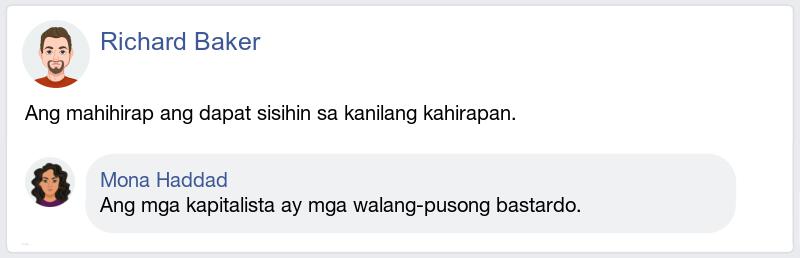 Richard Baker
Ang mahihirap ang dapat sisihin sa kanilang kahirapan.
Mona Haddad
Ang mga kapitalista ay mga walang-pusong bastardo.